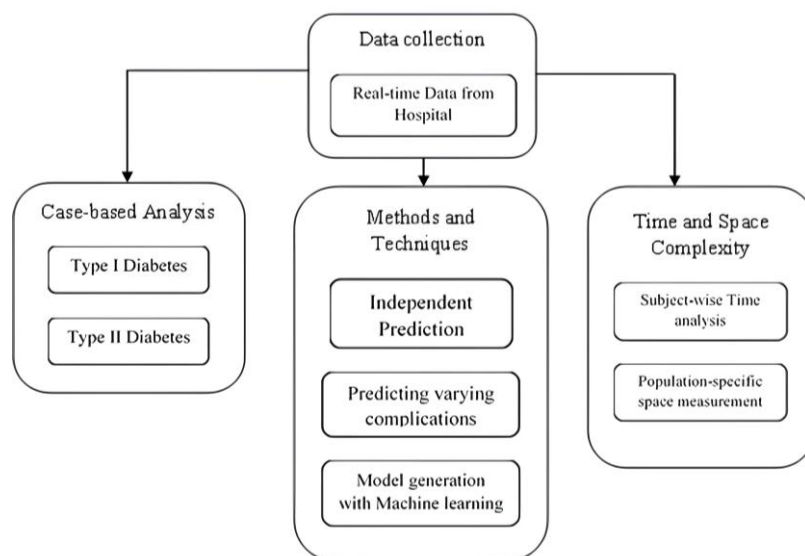 Data collection
Real-time Data from
Hospital
Case-based Analysis
Type I Diabetes
Type II Diabetes
Methods and
Techniques
Independent
Prediction
Predicting varying
complications
Model generation
with Machine learning
Time and Space
Complexity
Subject-wise Time
analysis
Population-specific
space measurement